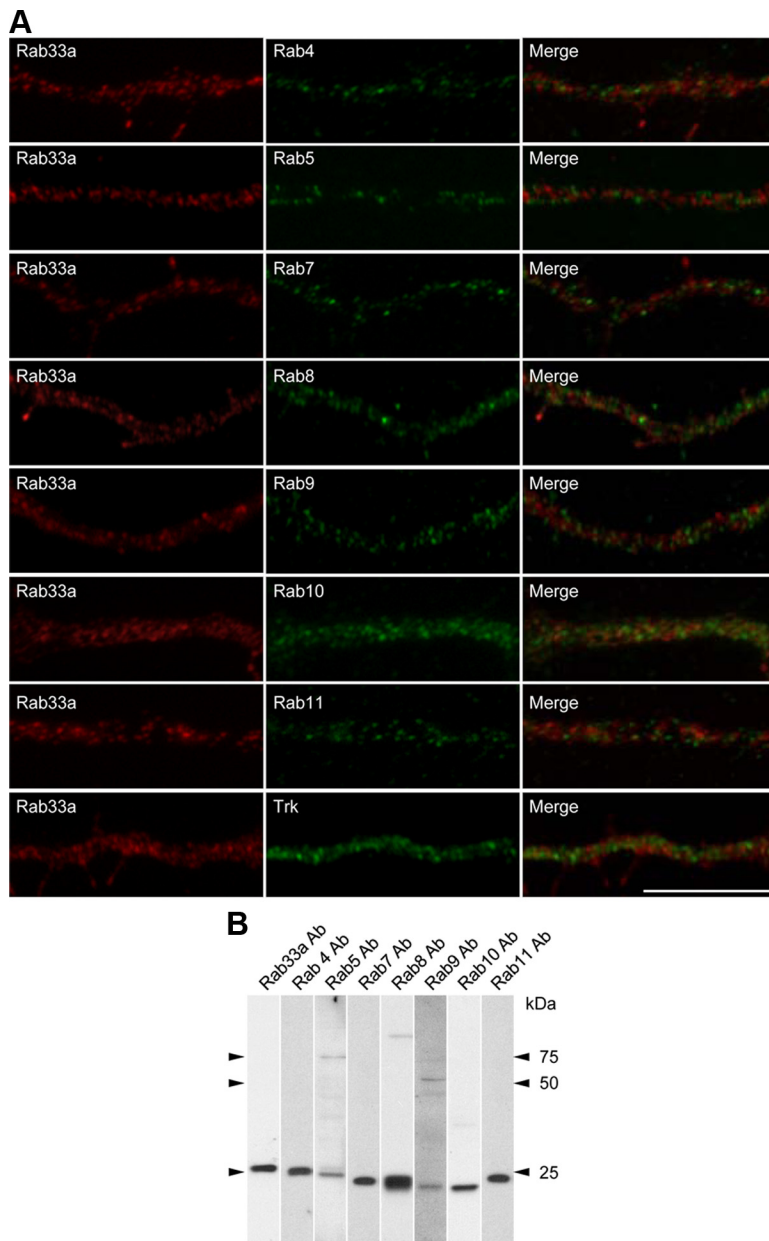 A
Rab33a Rab4 Merge
Rab33a Rab5 Merge
Rab33a Rab7 Merge
Rab33a Rab8 Merge
Rab33a Rab9 Merge
Rab33a Rab10 Merge
Rab33a Rab11 Merge
Rab33a Trk Merge
B
Rab33a Ab
Rab 4 Ab
Rab5 Ab
Rab7 Ab
Rab8 Ab
Rab9 Ab
Rab10 Ab
Rab11 Ab
kDa
75
50
25